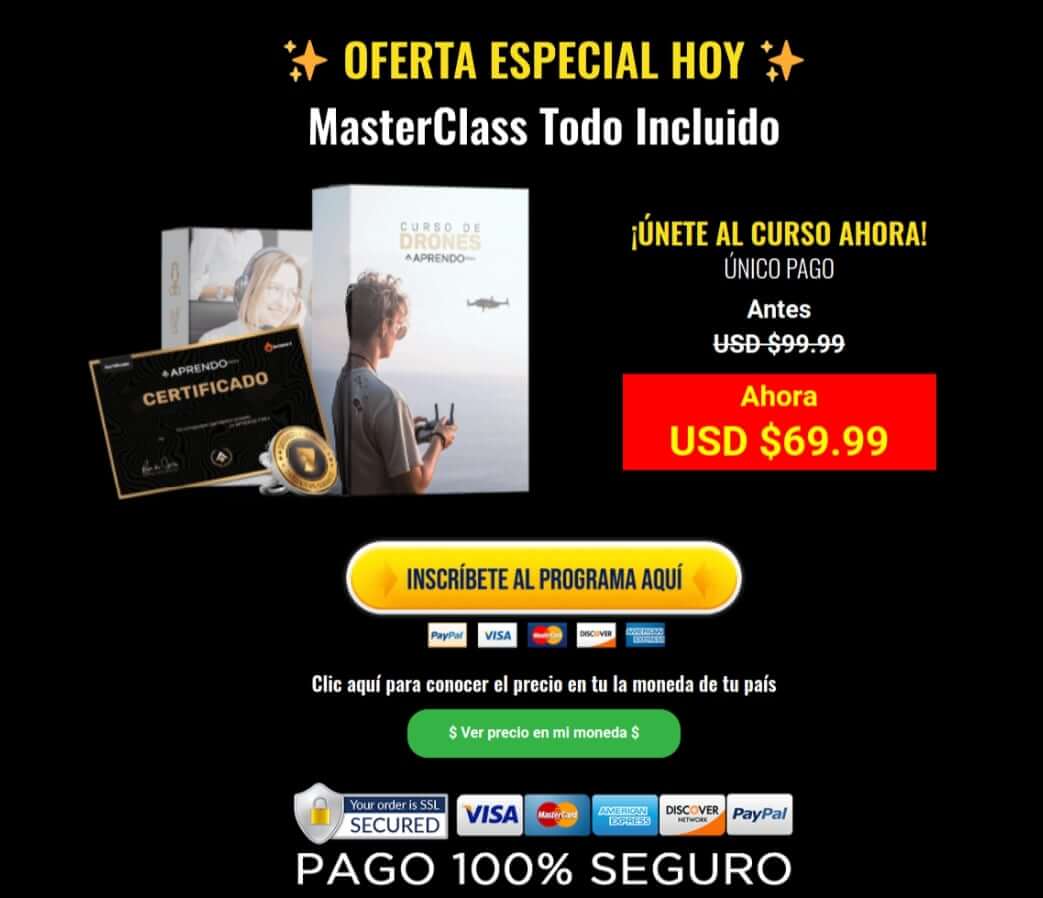 ✨ OFERTA ESPECIAL HOY ✨
MasterClass Todo Incluido
CURSO DE
DRONES
APRENDO
APRENDO
CERTIFICADO
¡ÚNETE AL CURSO AHORA!
ÚNICO PAGO
Antes
USD $99.99
Ahora
USD $69.99
INSCRÍBETE AL PROGRAMA AQUÍ
PayPal VISA MasterCard DISCOVER AMERICAN EXPRESS
Clic aquí para conocer el precio en tu la moneda de tu país
$ Ver precio en mi moneda $
Your order is SSL
SECURED
VISA MasterCard AMERICAN EXPRESS DISCOVER NETWORK PayPal
PAGO 100% SEGURO